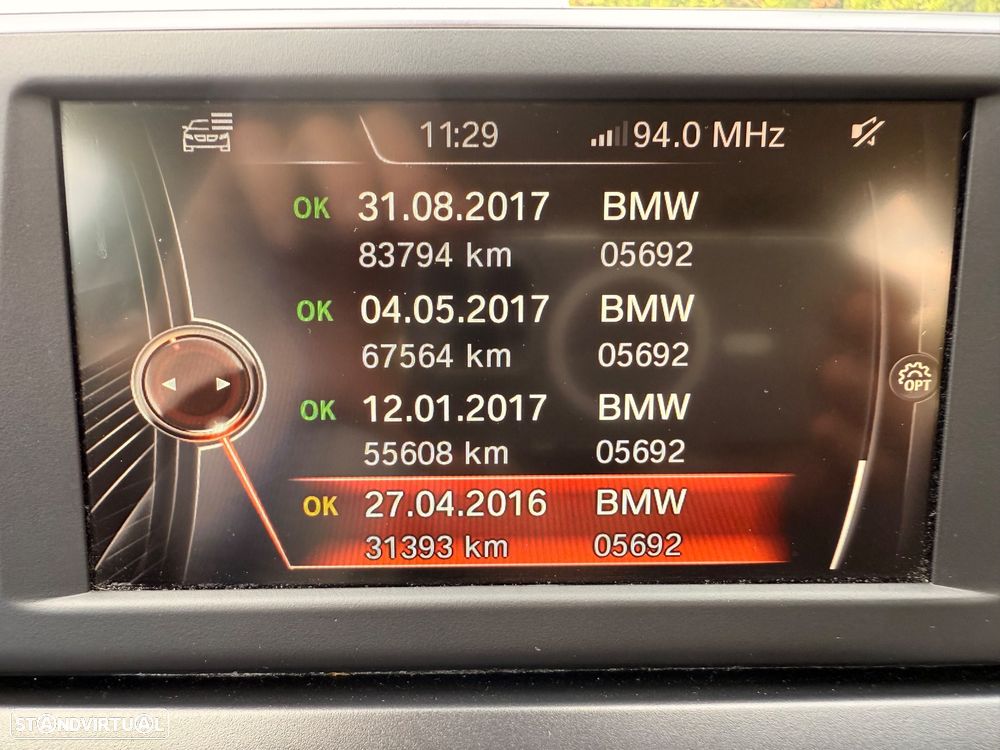 11:29 94.0 MHz
OK 31.08.2017 BMW
83794 km 05692
OK 04.05.2017 BMW
67564 km 05692
OPT
OK 12.01.2017 BMW
55608 km 05692
OK 27.04.2016 BMW
31393 km 05692
STANDVIRTUAL